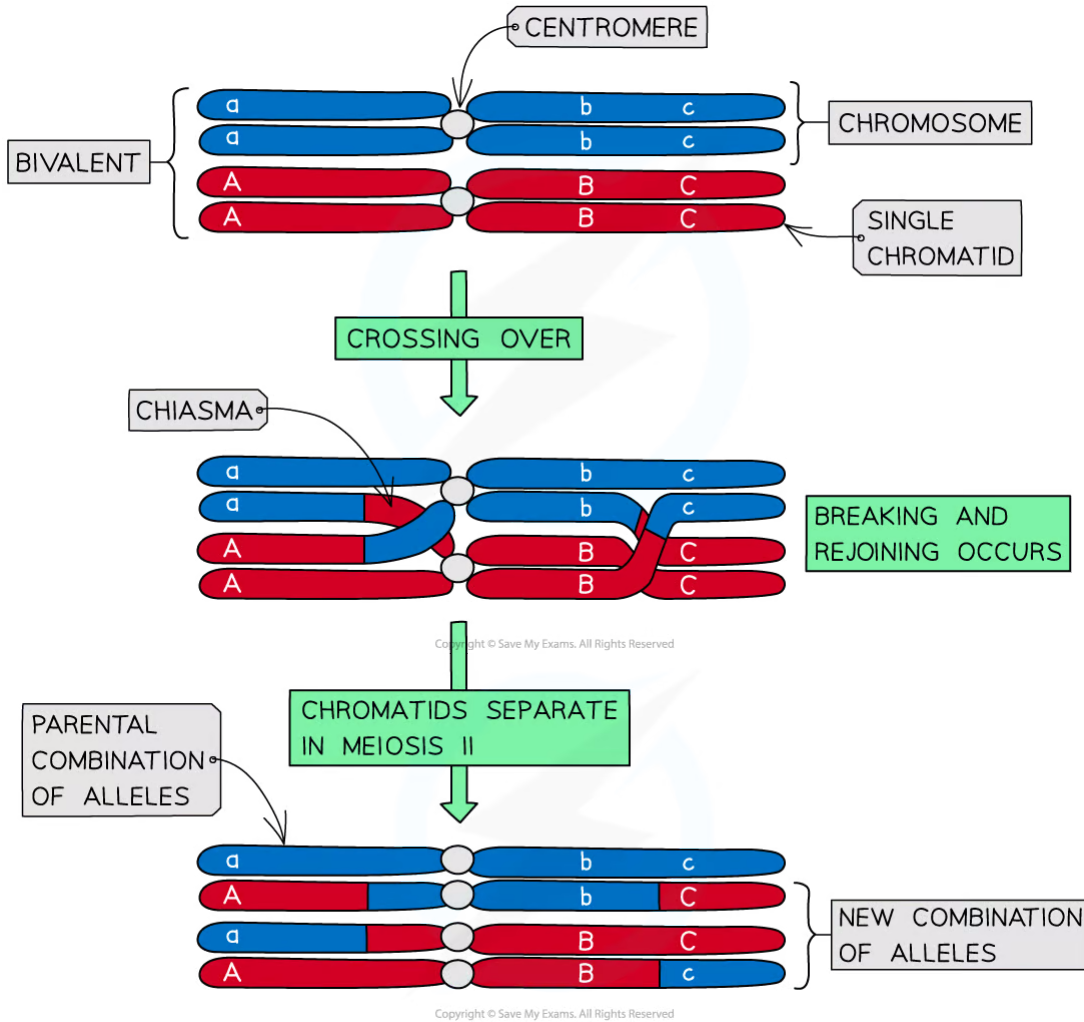 CENTROMERE
a b c
CHROMOSOME
a b c
BIVALENT
A B C
A B C
SINGLE
CHROMATID
CROSSING OVER
CHIASMA
a b c
a b c
BREAKING AND
REJOINING OCCURS
A B C
A B C
Copyright © Save My Exams. All Rights Reserved
CHROMATIDS SEPARATE
IN MEIOSIS II
PARENTAL
COMBINATION
OF ALLELES
a b c
A b C
NEW COMBINATION
OF ALLELES
a B C
A B c
Copyright © Save My Exams. All Rights Reserved